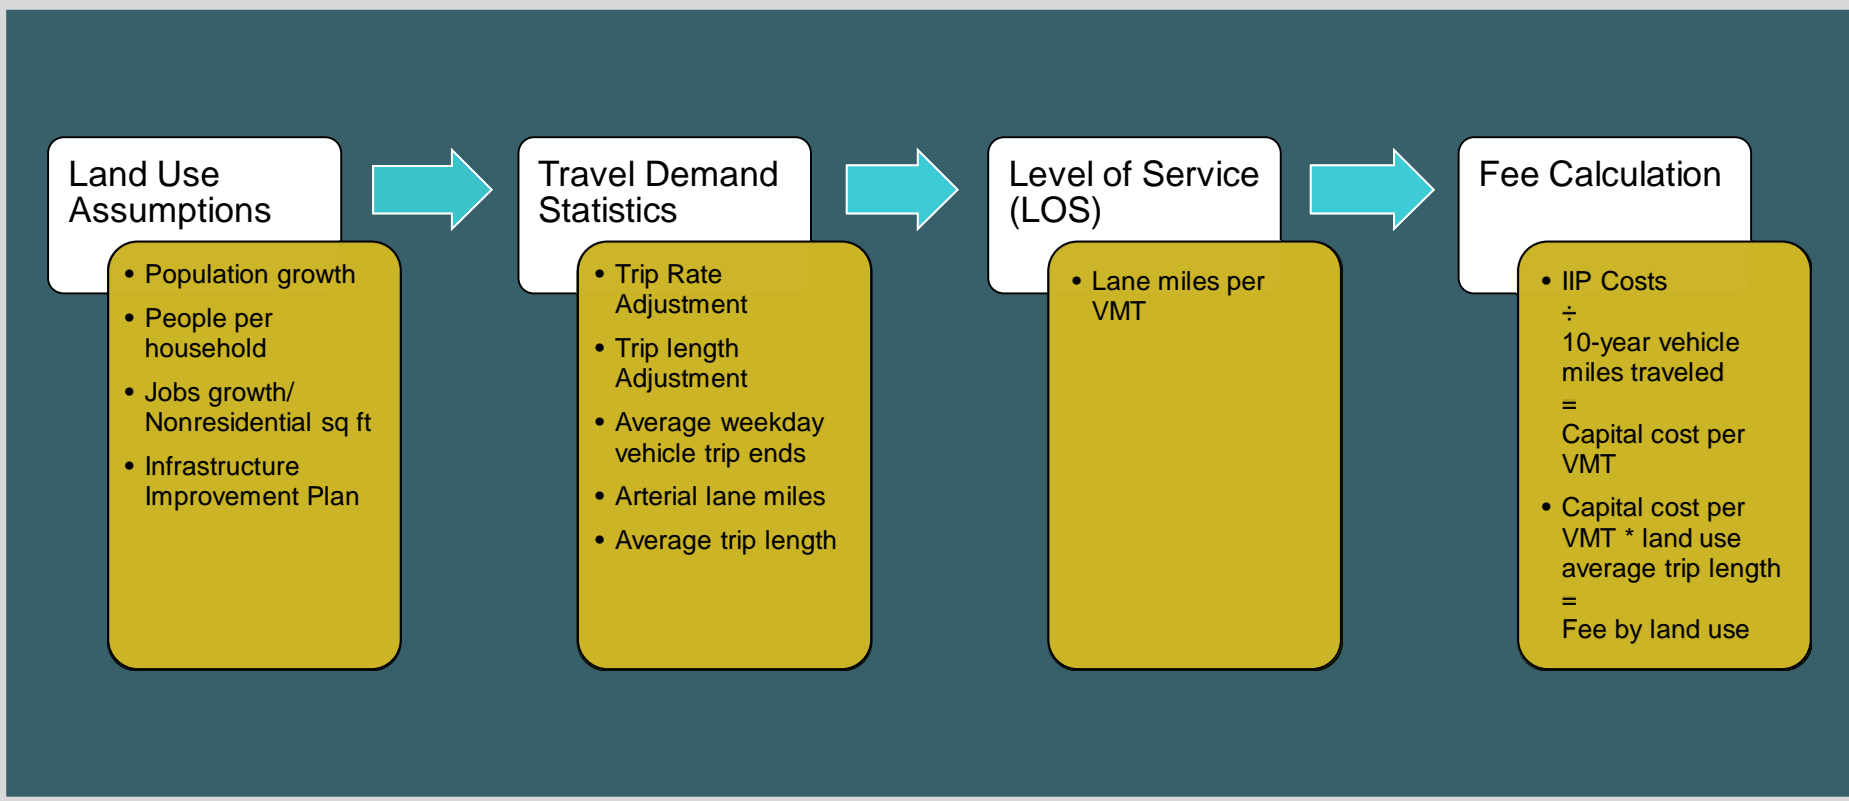 Land Use
Assumptions
• Population growth
• People per
household
• Jobs growth/
Nonresidential sq ft
• Infrastructure
Improvement Plan
Travel Demand
Statistics
• Trip Rate
Adjustment
• Trip length
Adjustment
• Average weekday
vehicle trip ends
• Arterial lane miles
• Average trip length
Level of Service
(LOS)
• Lane miles per
VMT
Fee Calculation
• IIP Costs
÷
10-year vehicle
miles traveled
=
Capital cost per
VMT
• Capital cost per
VMT * land use
average trip length
=
Fee by land use